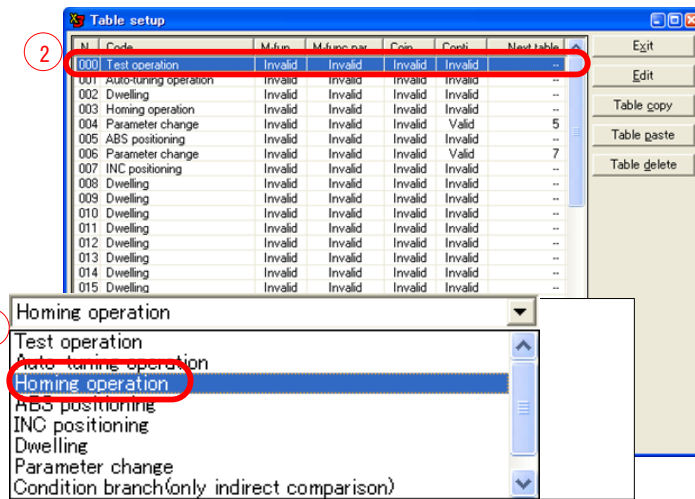 Table setup
N. Code M-fun... M-func par... Coin... Conti... Next table
2
000 Test operation Invalid Invalid Invalid Invalid --
001 Auto-tuning operation Invalid Invalid Invalid Invalid --
002 Dwelling Invalid Invalid Invalid Invalid --
003 Homing operation Invalid Invalid Invalid Invalid --
004 Parameter change Invalid Invalid Invalid Valid 5
005 ABS positioning Invalid Invalid Invalid Invalid --
006 Parameter change Invalid Invalid Invalid Valid 7
007 INC positioning Invalid Invalid Invalid Invalid --
008 Dwelling Invalid Invalid Invalid Invalid --
009 Dwelling Invalid Invalid Invalid Invalid --
010 Dwelling Invalid Invalid Invalid Invalid --
011 Dwelling Invalid Invalid Invalid Invalid --
012 Dwelling Invalid Invalid Invalid Invalid --
013 Dwelling Invalid Invalid Invalid Invalid --
014 Dwelling Invalid Invalid Invalid Invalid --
015 Dwelling Invalid Invalid Invalid Invalid --
Exit
Edit
Table copy
Table paste
Table delete
Homing operation
Test operation
Auto-tuning operation
Homing operation
ABS positioning
INC positioning
Dwelling
Parameter change
Condition branch(only indirect comparison)